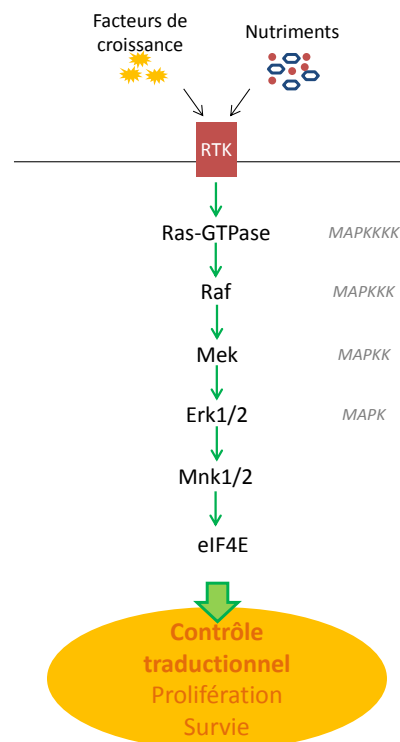 Facteurs de
croissance
Nutriments
RTK
Ras-GTPase
MAPKKKK
Raf
MAPKKK
Mek
MAPKK
Erk1/2
MAPK
Mnk1/2
eIF4E
Contrôle
traductionnel
Prolifération
Survie